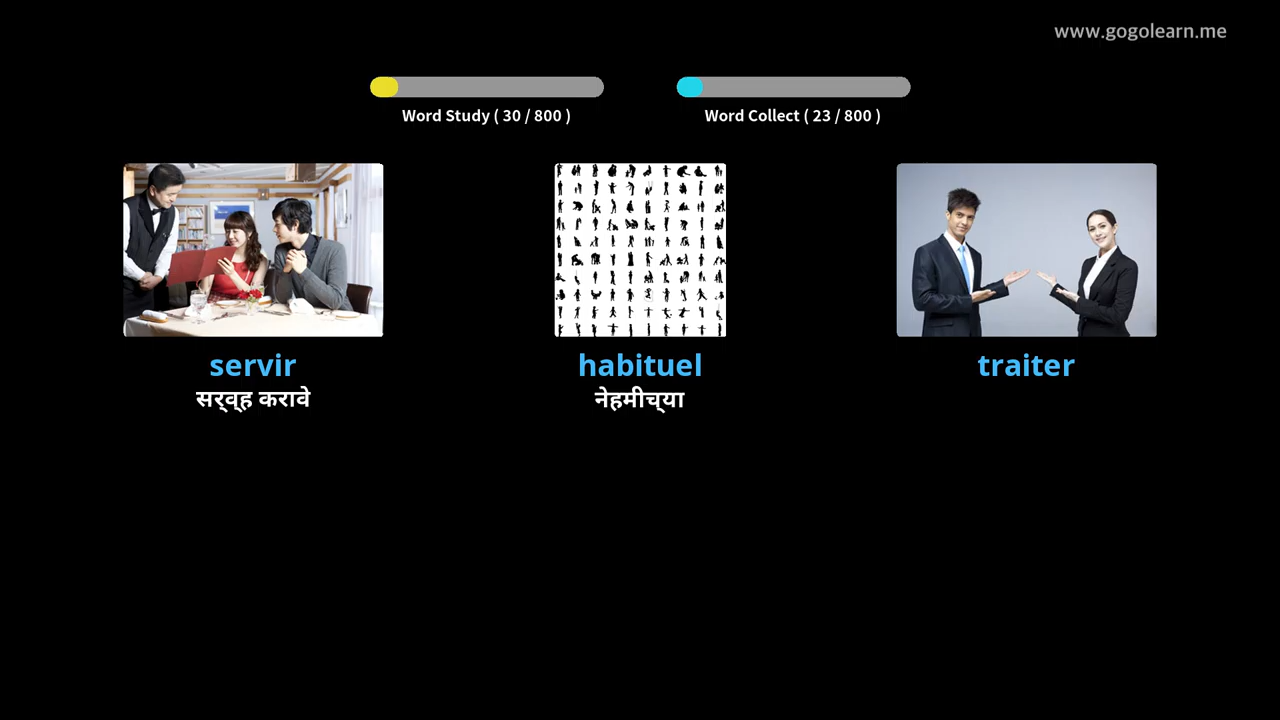 www.gogolearn.me
Word Study ( 30 / 800 )
Word Collect ( 23 / 800 )
servir
habituel
traiter
सर्व्ह करावे
नेहमीच्या